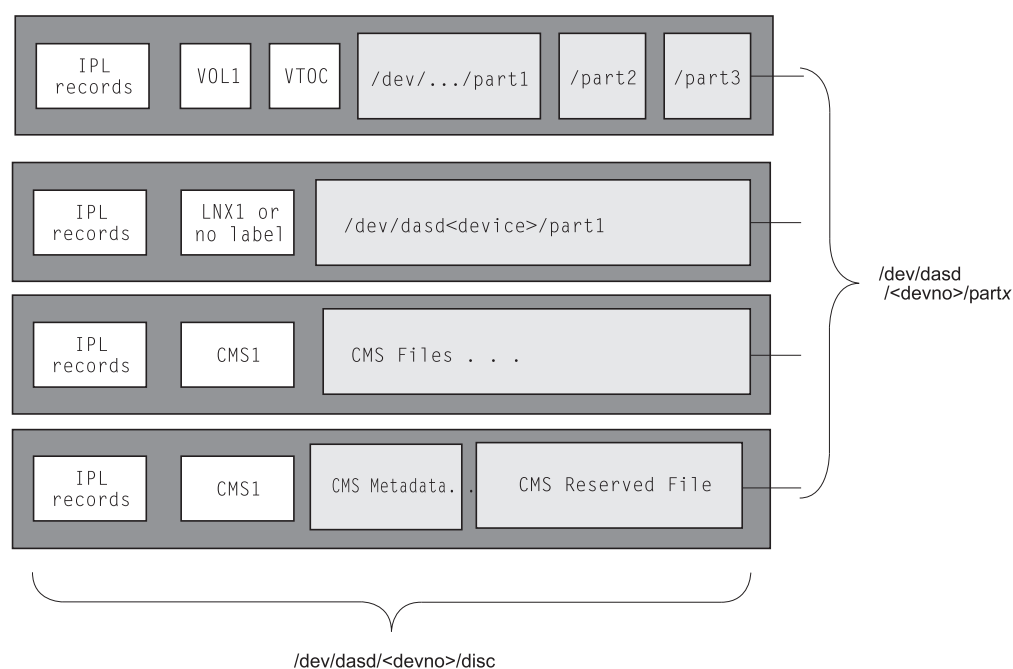 IPL
records
VOL1
VTOC
/dev/.../part1
/part2
/part3
IPL
records
LNX1 or
no label
/dev/dasd<device>/part1
/dev/dasd
/<devno>/partx
IPL
records
CMS1
CMS Files . . .
IPL
records
CMS1
CMS Metadata. .
CMS Reserved File
/dev/dasd/<devno>/disc